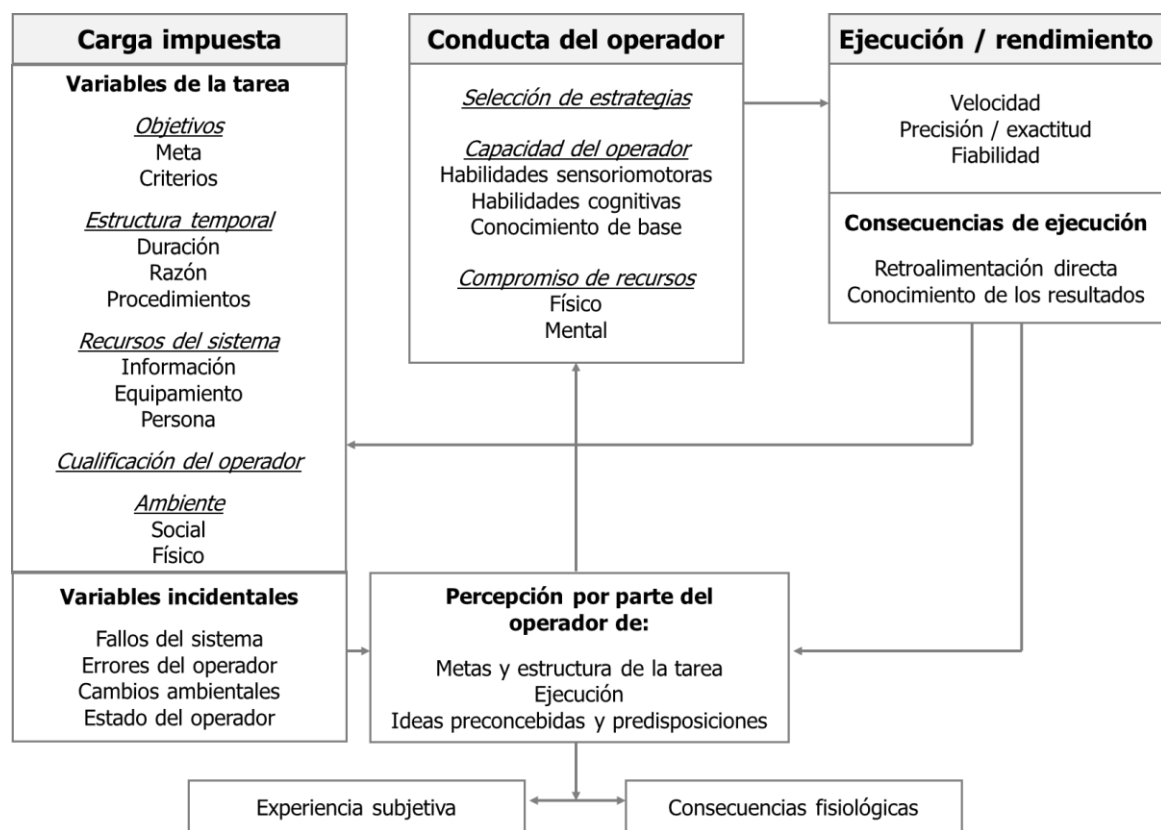 Carga impuesta
Variables de la tarea
Objetivos
Meta
Criterios
Estructura temporal
Duración
Razón
Procedimientos
Recursos del sistema
Información
Equipamiento
Persona
Cualificación del operador
Ambiente
Social
Físico
Variables incidentales
Fallos del sistema
Errores del operador
Cambios ambientales
Estado del operador
Conducta del operador
Selección de estrategias
Capacidad del operador
Habilidades sensoriomotoras
Habilidades cognitivas
Conocimiento de base
Compromiso de recursos
Físico
Mental
Ejecución / rendimiento
Velocidad
Precisión / exactitud
Fiabilidad
Consecuencias de ejecución
Retroalimentación directa
Conocimiento de los resultados
Percepción por parte del
operador de:
Metas y estructura de la tarea
Ejecución
Ideas preconcebidas y predisposiciones
Experiencia subjetiva
Consecuencias fisiológicas